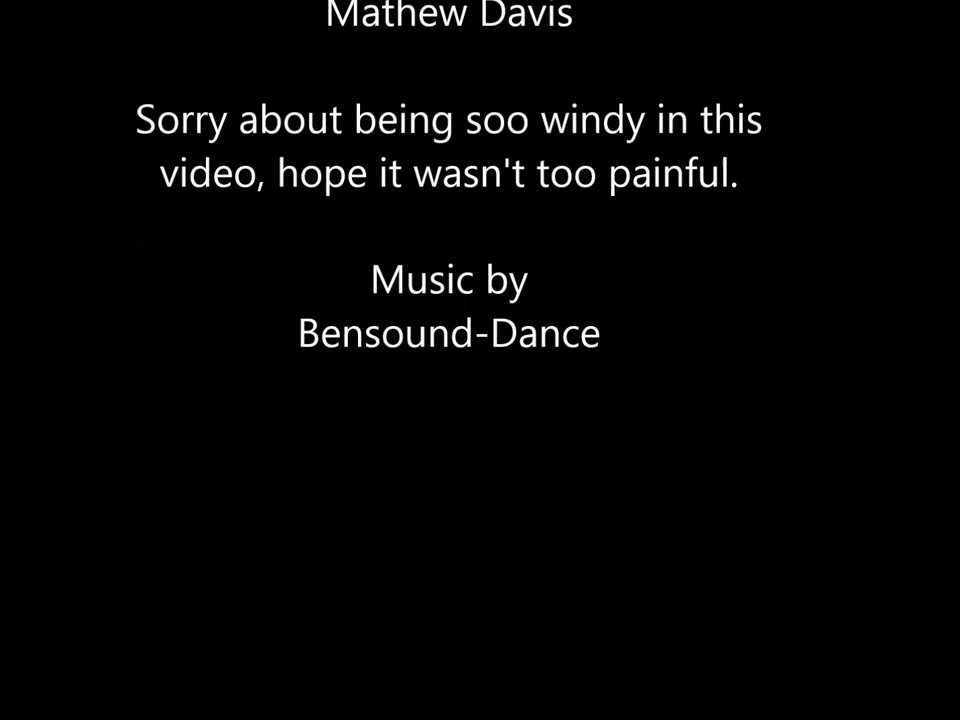 Mathew Davis
Sorry about being soo windy in this
video, hope it wasn't too painful.
Music by
Bensound-Dance